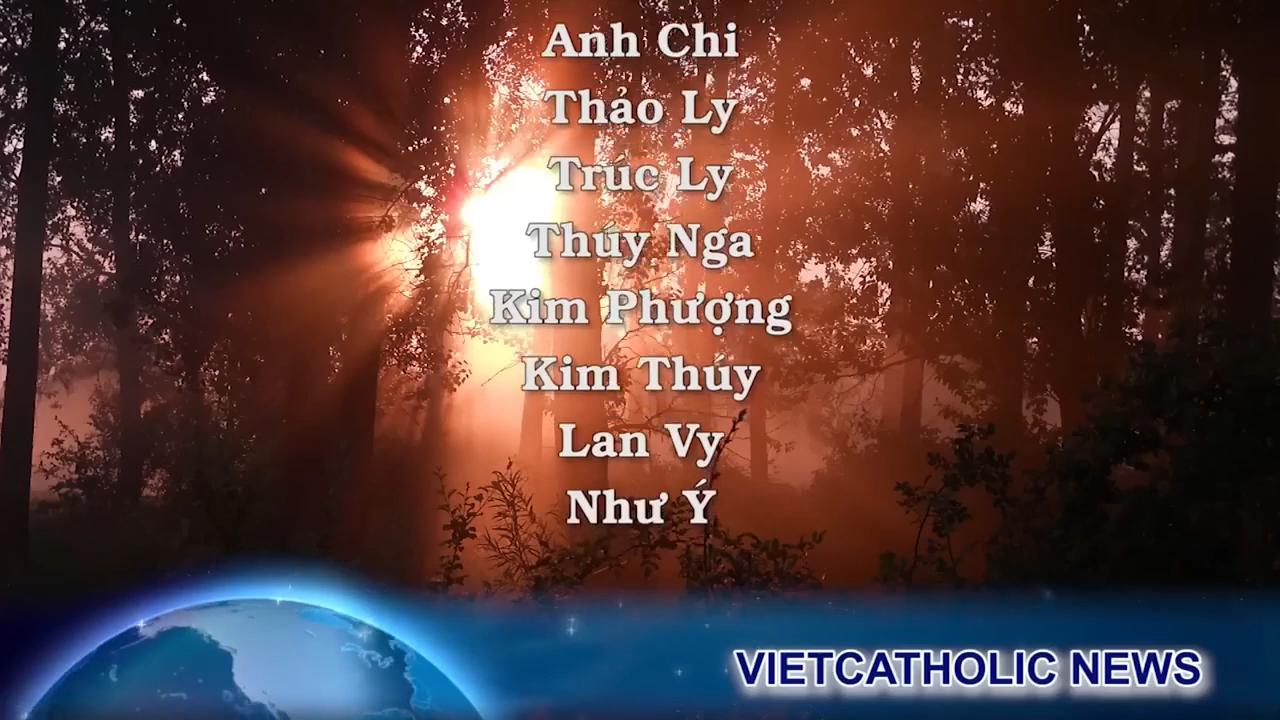 Anh Chi
Thảo Ly
Trúc Ly
Thúy Nga
Kim Phượng
Kim Thúy
Lan Vy
Như Ý
VIETCATHOLIC NEWS